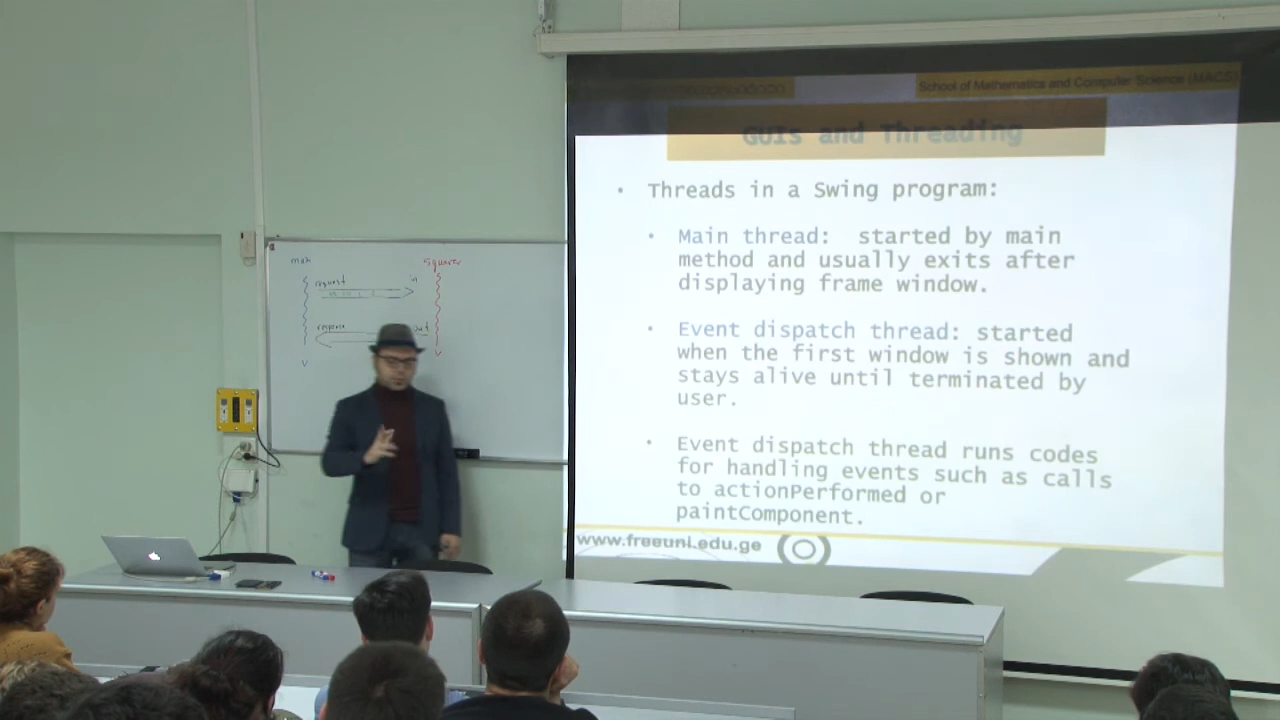 School of Mathematics and Computer Science (MACS)
GUIs and Threading
• Threads in a Swing program:
• Main thread: started by main
method and usually exits after
displaying frame window.
• Event dispatch thread: started
when the first window is shown and
stays alive until terminated by
user.
• Event dispatch thread runs codes
for handling events such as calls
to actionPerformed or
paintComponent.
www.freeuni.edu.ge
main
squarer
request
in
response
out